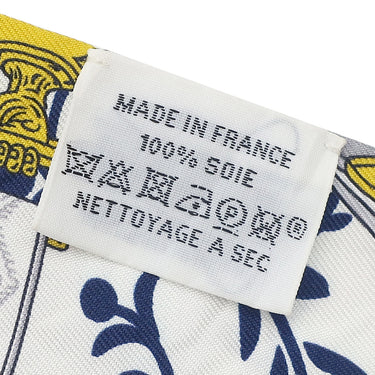 MADE IN FRANCE
100% SOIE
®
NETTOYAGE A SEC